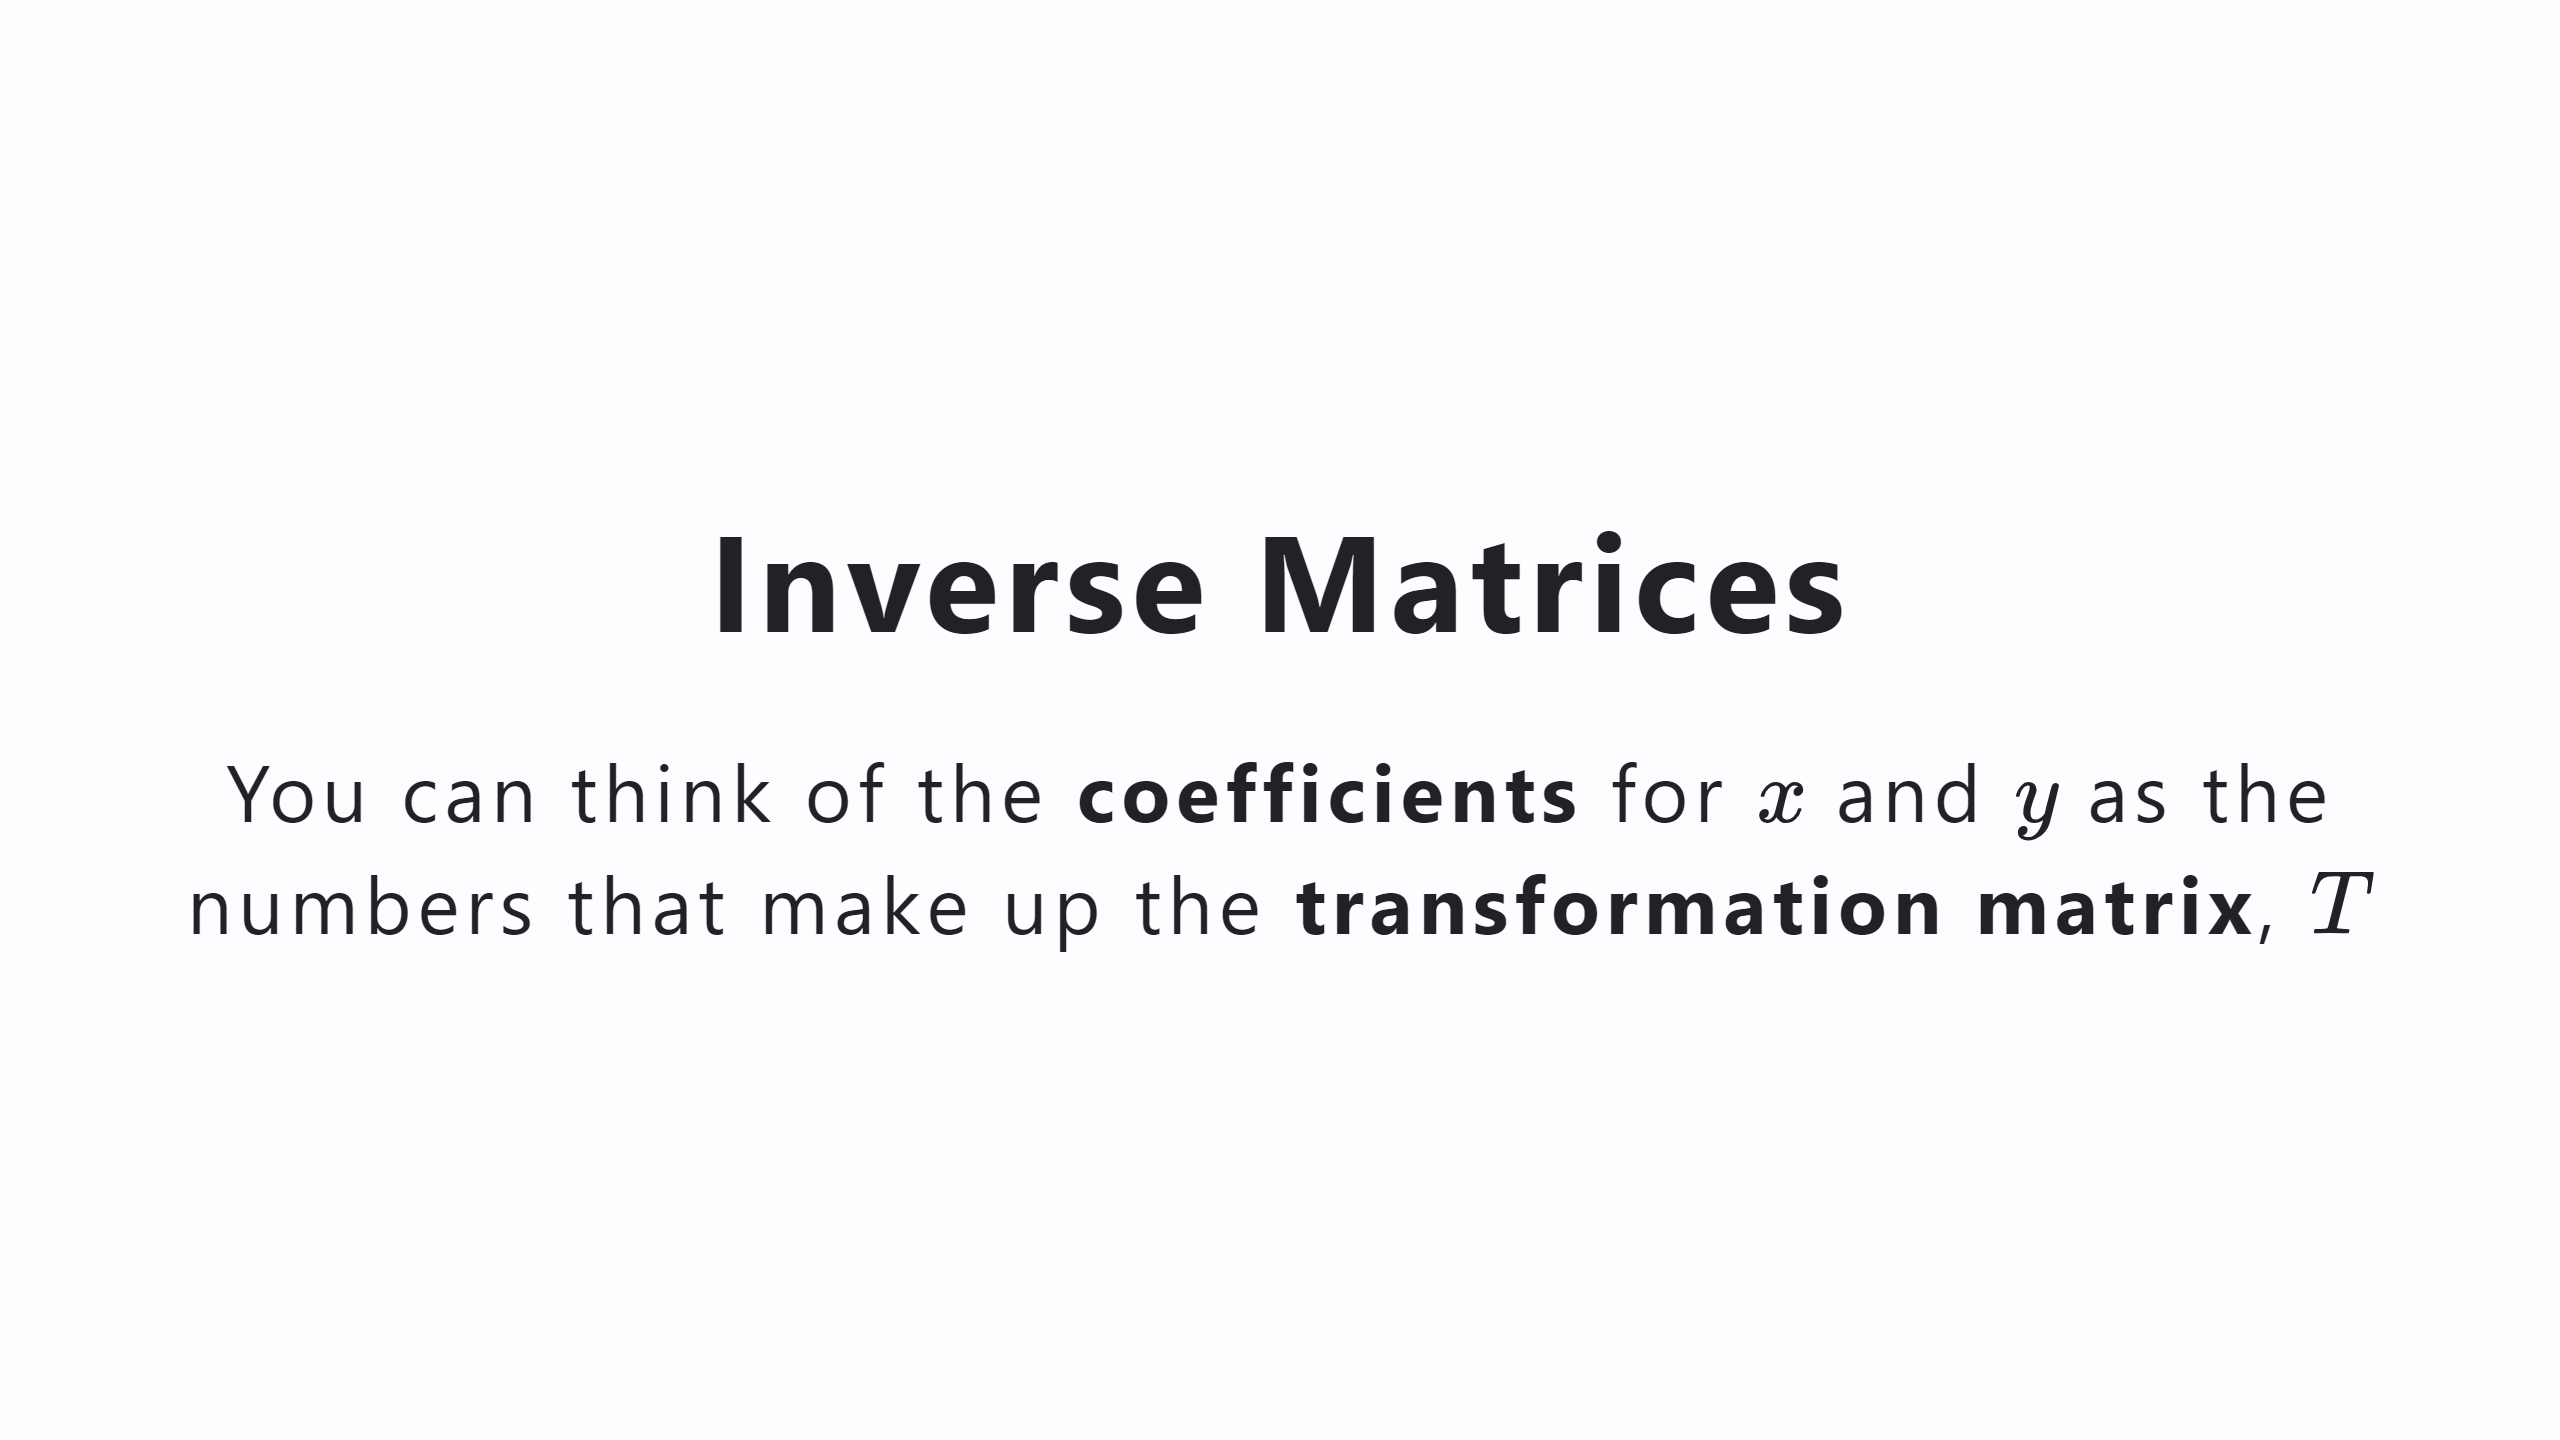 Inverse Matrices
You can think of the coefficients for x and y as the
numbers that make up the transformation matrix, T